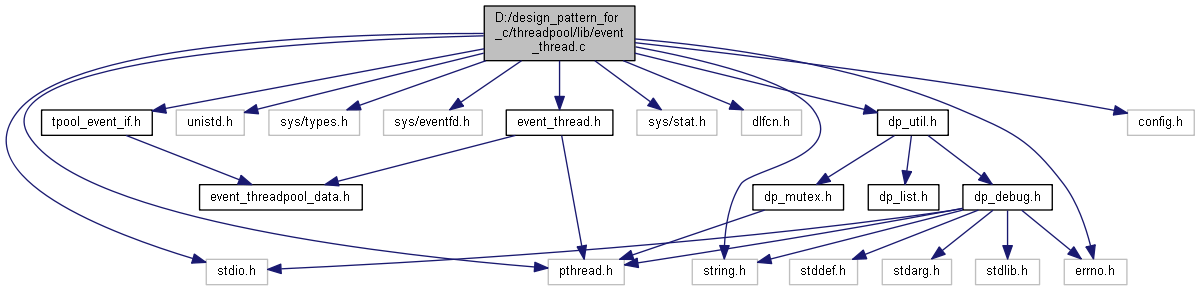 D:/design_pattern_for
_c/threadpool/lib/event
_thread.c
tpool_event_if.h
unistd.h
sys/types.h
sys/eventfd.h
event_thread.h
sys/stat.h
dlfcn.h
dp_util.h
config.h
event_threadpool_data.h
dp_mutex.h
dp_list.h
dp_debug.h
stdio.h
pthread.h
string.h
stddef.h
stdarg.h
stdlib.h
errno.h